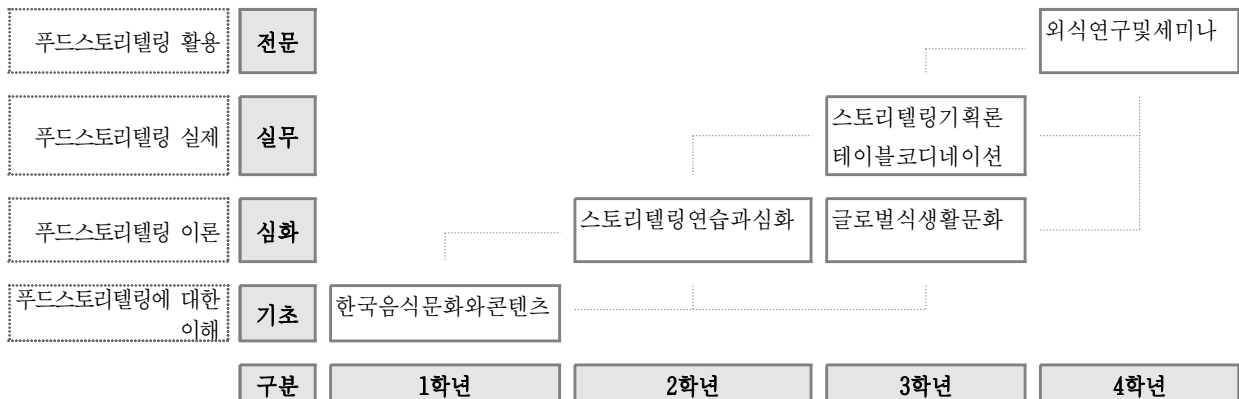 푸드스토리텔링 활용 전문 외식연구및세미나
푸드스토리텔링 실제 실무 스토리텔링기획론
테이블코디네이션
푸드스토리텔링 이론 심화 스토리텔링연습과심화 글로벌식생활문화
푸드스토리텔링에 대한
이해 기초 한국음식문화와콘텐츠
구분 1학년 2학년 3학년 4학년